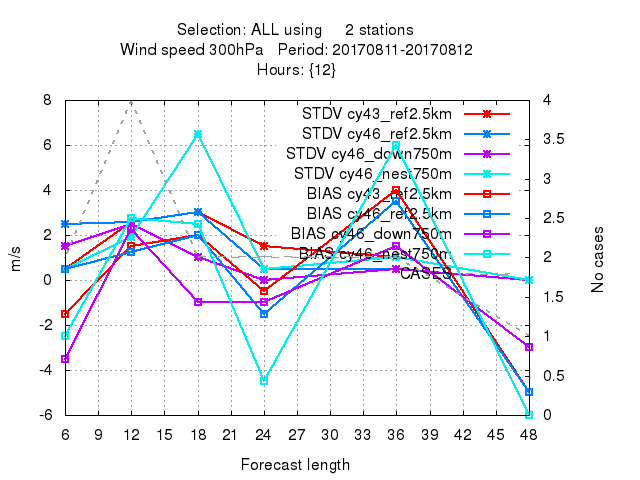 Selection: ALL using 2 stations
Wind speed 300hPa Period: 20170811-20170812
Hours: {12}
STDV cy43_ref2.5km
STDV cy46_ref2.5km
STDV cy46_down750m
STDV cy46_nest750m
BIAS cy43_ref2.5km
BIAS cy46_ref2.5km
BIAS cy46_down750m
BIAS cy46_nest750m
CASES
m/s
8
6
4
2
0
-2
-4
-6
No cases
4
3.5
3
2.5
2
1.5
1
0.5
0
6 9 12 15 18 21 24 27 30 33 36 39 42 45 48
Forecast length